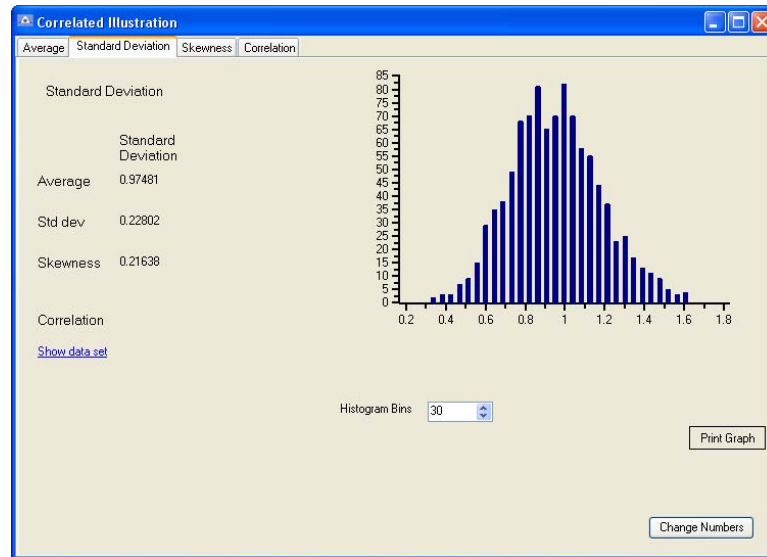 Correlated Illustration
Average Standard Deviation Skewness Correlation
Standard Deviation
Standard
Deviation
Average 0.97481
Std dev 0.22802
Skewness 0.21638
Correlation
Show data set
85
80
75
70
65
60
55
50
45
40
35
30
25
20
15
10
5
0
0.2 0.4 0.6 0.8 1 1.2 1.4 1.6 1.8
Histogram Bins 30
Print Graph
Change Numbers